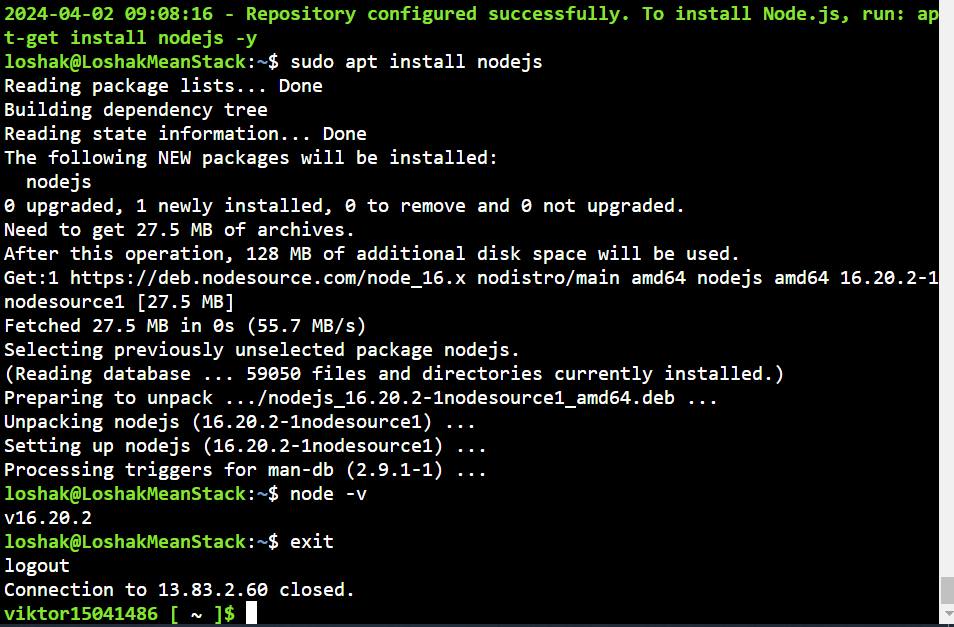 2024-04-02 09:08:16 - Repository configured successfully. To install Node.js, run: ap
t-get install nodejs -y
loshak@LoshakMeanStack:~$ sudo apt install nodejs
Reading package lists... Done
Building dependency tree
Reading state information... Done
The following NEW packages will be installed:
  nodejs
0 upgraded, 1 newly installed, 0 to remove and 0 not upgraded.
Need to get 27.5 MB of archives.
After this operation, 128 MB of additional disk space will be used.
Get:1 https://deb.nodesource.com/node_16.x nodistro/main amd64 nodejs amd64 16.20.2-1
nodesource1 [27.5 MB]
Fetched 27.5 MB in 0s (55.7 MB/s)
Selecting previously unselected package nodejs.
(Reading database ... 59050 files and directories currently installed.)
Preparing to unpack .../nodejs_16.20.2-1nodesource1_amd64.deb ...
Unpacking nodejs (16.20.2-1nodesource1) ...
Setting up nodejs (16.20.2-1nodesource1) ...
Processing triggers for man-db (2.9.1-1) ...
loshak@LoshakMeanStack:~$ node -v
v16.20.2
loshak@LoshakMeanStack:~$ exit
logout
Connection to 13.83.2.60 closed.
viktor15041486 [ ~ ]$